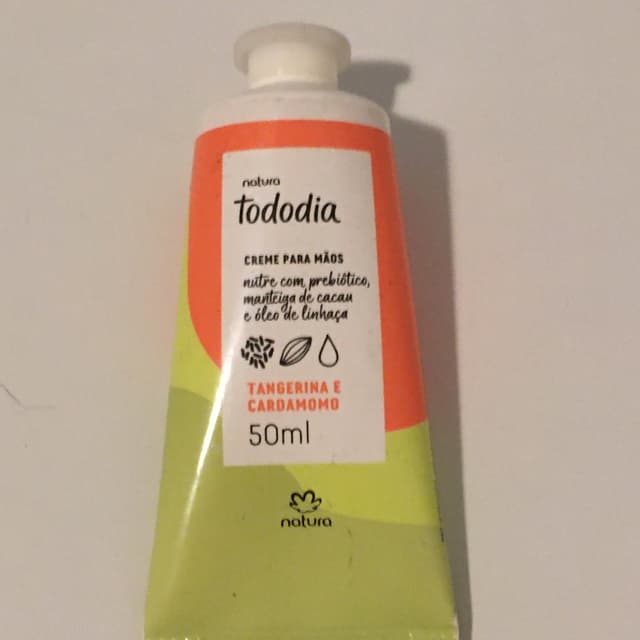 natura
Tododia
CREME PARA MÃOS
nutre com prebiótico,
manteiga de cacau
e óleo de linhaça
TANGERINA E
CARDAMOMO
50ml
natura